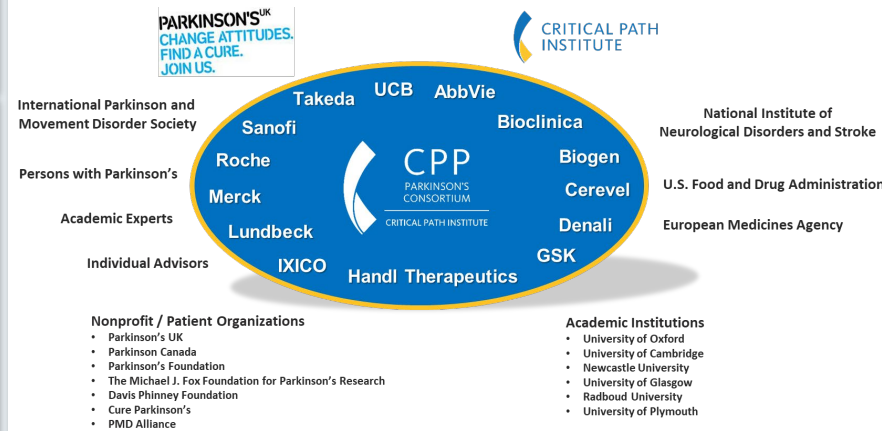 PARKINSON'S UK
CHANGE ATTITUDES.
FIND A CURE.
JOIN US.
CRITICAL PATH
INSTITUTE
International Parkinson and
Movement Disorder Society
Persons with Parkinson's
Academic Experts
Individual Advisors
Takeda
UCB
AbbVie
Sanofi
Bioclinica
Roche
Biogen
Merck
Cerevel
Lundbeck
Denali
IXICO
GSK
Handl Therapeutics
CPP
PARKINSON'S
CONSORTIUM
CRITICAL PATH INSTITUTE
National Institute of
Neurological Disorders and Stroke
U.S. Food and Drug Administration
European Medicines Agency
Nonprofit / Patient Organizations
• Parkinson's UK
• Parkinson Canada
• Parkinson's Foundation
• The Michael J. Fox Foundation for Parkinson's Research
• Davis Phinney Foundation
• Cure Parkinson's
• PMD Alliance
Academic Institutions
• University of Oxford
• University of Cambridge
• Newcastle University
• University of Glasgow
• Radboud University
• University of Plymouth